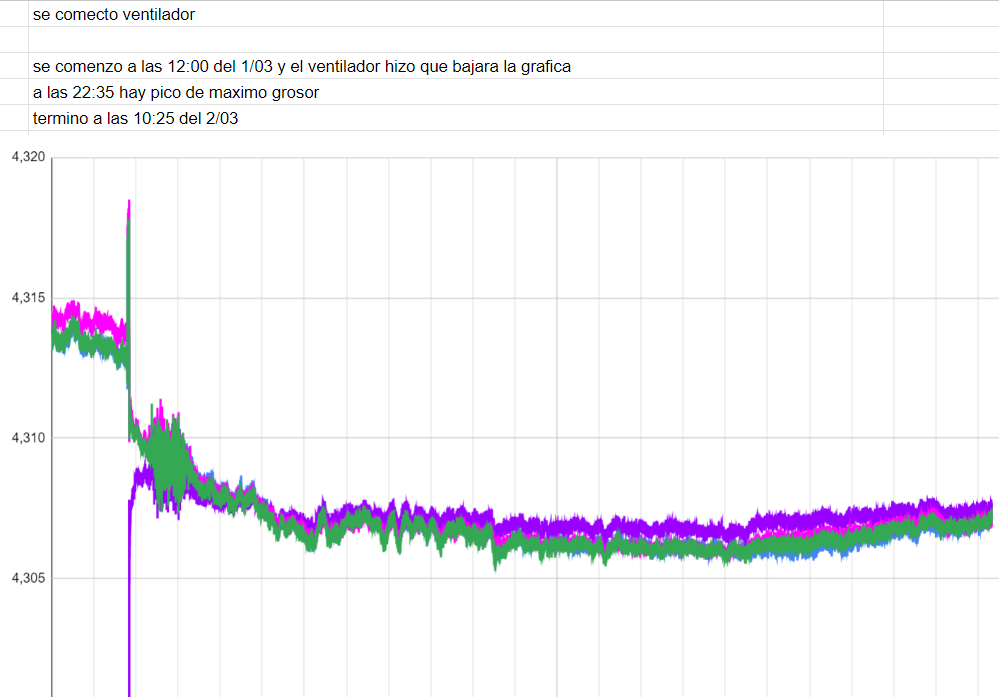 se comecto ventilador
se comenzo a las 12:00 del 1/03 y el ventilador hizo que bajara la grafica
a las 22:35 hay pico de maximo grosor
termino a las 10:25 del 2/03
4,320
4,315
4,310
4,305